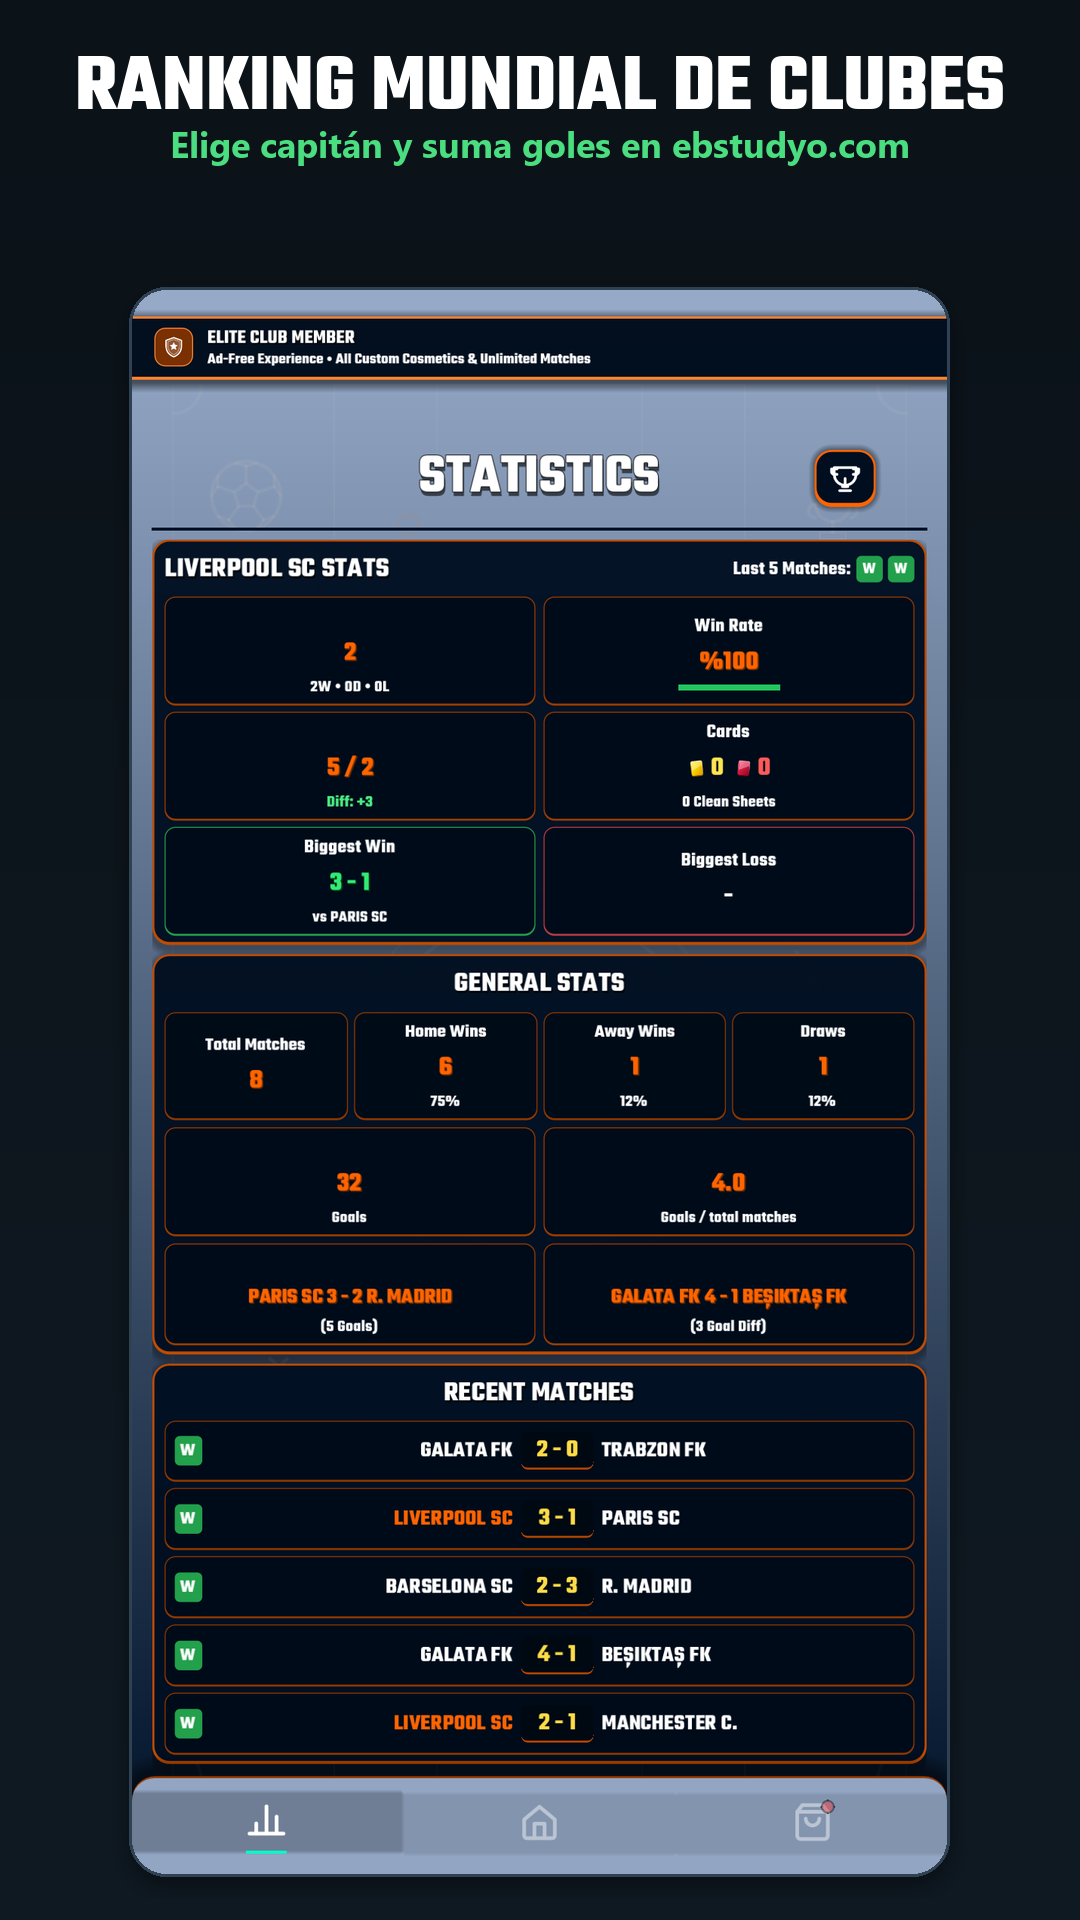 RANKING MUNDIAL DE CLUBES
Elige capitán y suma goles en ebstudyo.com
ELITE CLUB MEMBER
Ad-Free Experience • All Custom Cosmetics & Unlimited Matches
STATISTICS
LIVERPOOL SC STATS
Last 5 Matches: W W
2
2W • 0D • 0L
Win Rate
%100
5 / 2
Diff: +3
Cards
0 0
0 Clean Sheets
Biggest Win
3 - 1
vs PARIS SC
Biggest Loss
-
GENERAL STATS
Total Matches
8
Home Wins
6
75%
Away Wins
1
12%
Draws
1
12%
32
Goals
4.0
Goals / total matches
PARIS SC 3 - 2 R. MADRID
(5 Goals)
GALATA FK 4 - 1 BEŞIKTAŞ FK
(3 Goal Diff)
RECENT MATCHES
W GALATA FK 2 - 0 TRABZON FK
W LIVERPOOL SC 3 - 1 PARIS SC
W BARSELONA SC 2 - 3 R. MADRID
W GALATA FK 4 - 1 BEŞIKTAŞ FK
W LIVERPOOL SC 2 - 1 MANCHESTER C.